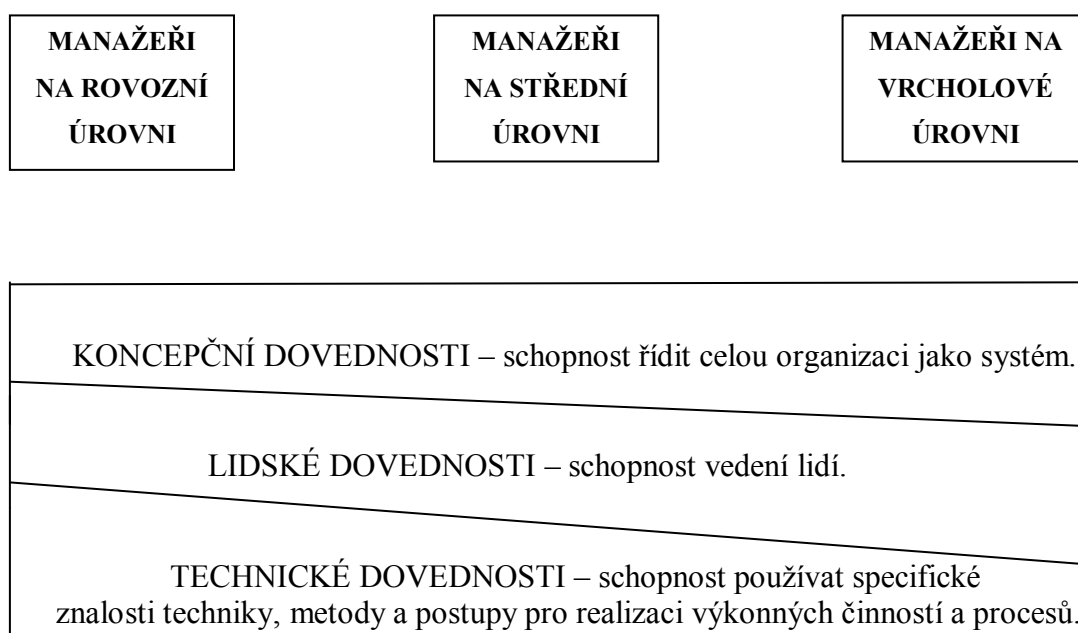 MANAŽEŘI
NA ROVOZNÍ
ÚROVNI
MANAŽEŘI
NA STŘEDNÍ
ÚROVNI
MANAŽEŘI NA
VRCHOLOVÉ
ÚROVNI
KONCEPČNÍ DOVEDNOSTI – schopnost řídit celou organizaci jako systém.
LIDSKÉ DOVEDNOSTI – schopnost vedení lidí.
TECHNICKÉ DOVEDNOSTI – schopnost používat specifické
znalosti techniky, metody a postupy pro realizaci výkonných činností a procesů.